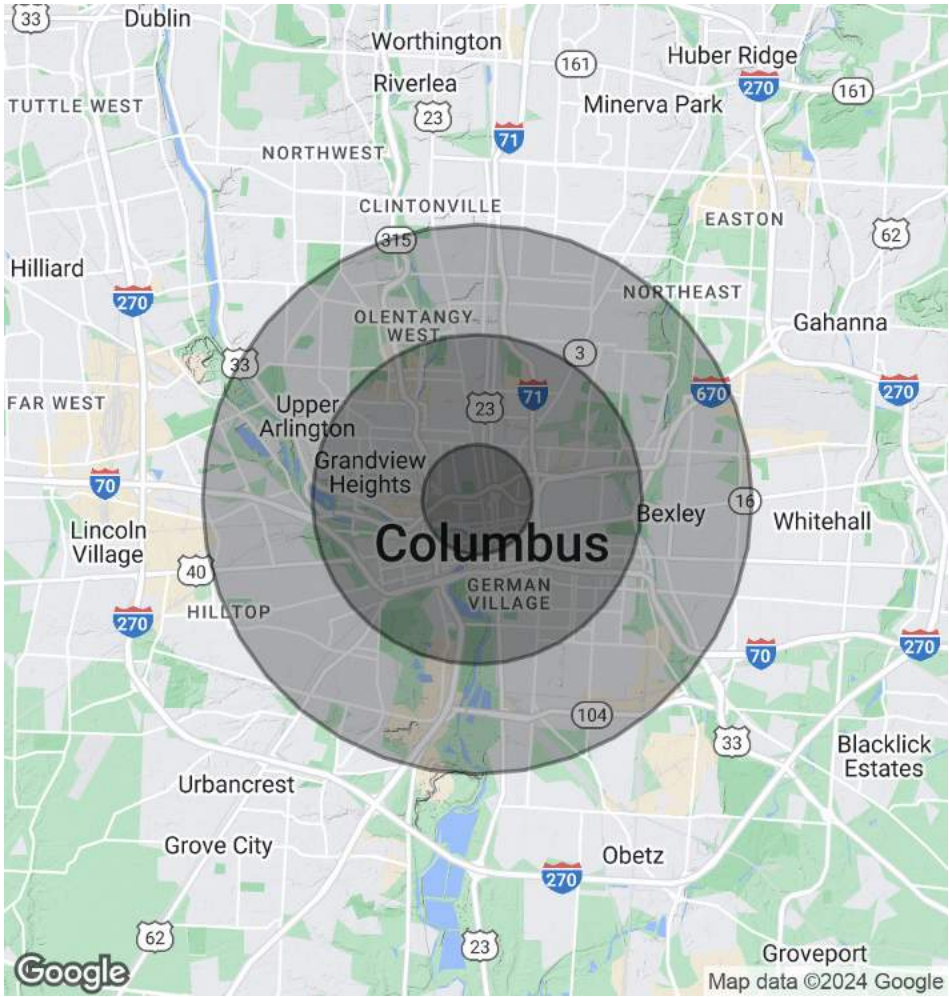 33
Dublin
Worthington
161
Huber Ridge
Riverlea
270
161
TUTTLE WEST
23
Minerva Park
71
NORTHWEST
CLINTONVILLE
EASTON
315
62
Hilliard
270
NORTHEAST
OLENTANGY
WEST
Gahanna
33
3
FAR WEST
71
670
270
Upper
Arlington
23
Grandview
Heights
70
16
Bexley
Whitehall
Lincoln
Village
Columbus
40
GERMAN
VILLAGE
HILLTOP
270
70
270
104
33
Blacklick
Estates
Urbancrest
Grove City
Obetz
270
62
23
Groveport
Google
Map data ©2024 Google